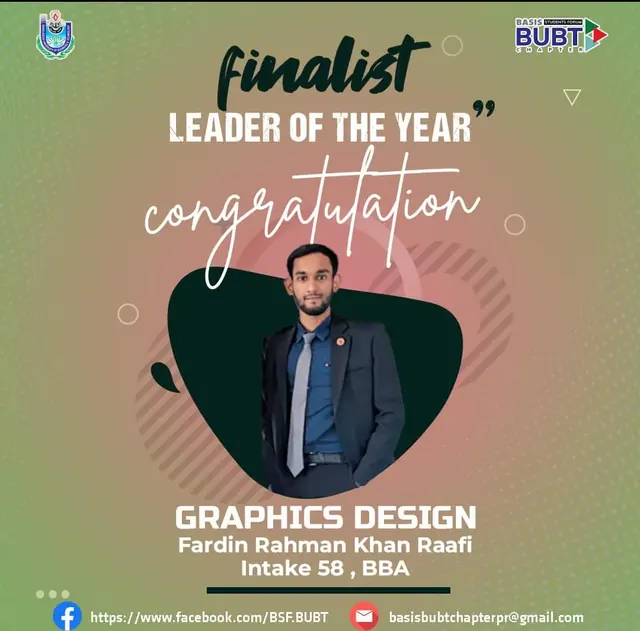 BASIS STUDENTS FORUM
BUBT
CHAPTER
finalist
LEADER OF THE YEAR”
congratulation
GRAPHICS DESIGN
Fardin Rahman Khan Raafi
Intake 58 , BBA
https://www.facebook.com/BSF.BUBT
basisbubtchapterpr@gmail.com